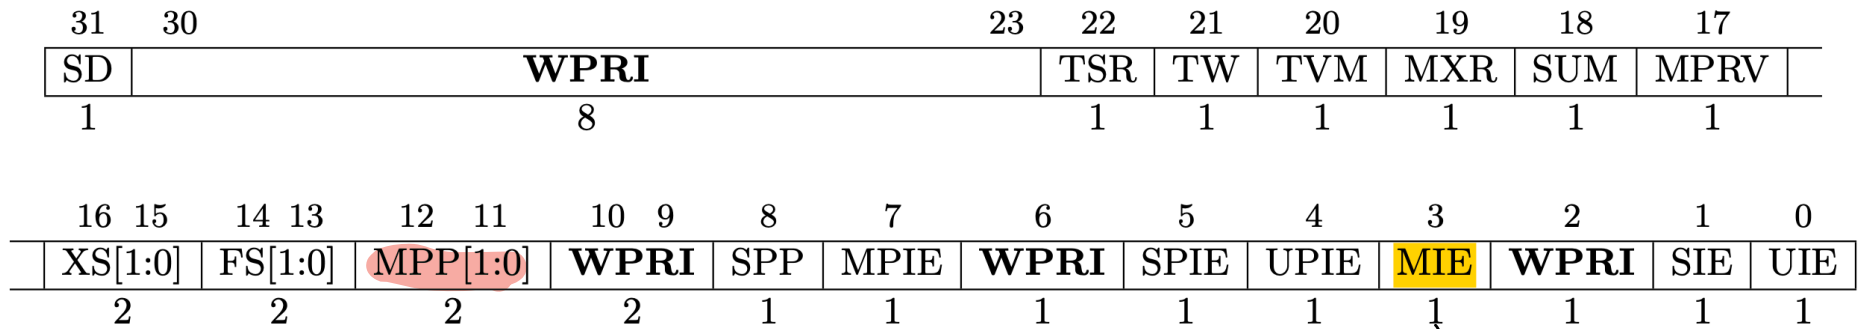 31 30 23 22 21 20 19 18 17
SD WPRI TSR TW TVM MXR SUM MPRV
1 8 1 1 1 1 1 1
16 15 14 13 12 11 10 9 8 7 6 5 4 3 2 1 0
XS[1:0] FS[1:0] MPP[1:0] WPRI SPP MPIE WPRI SPIE UPIE MIE WPRI SIE UIE
2 2 2 2 1 1 1 1 1 1 1 1 1